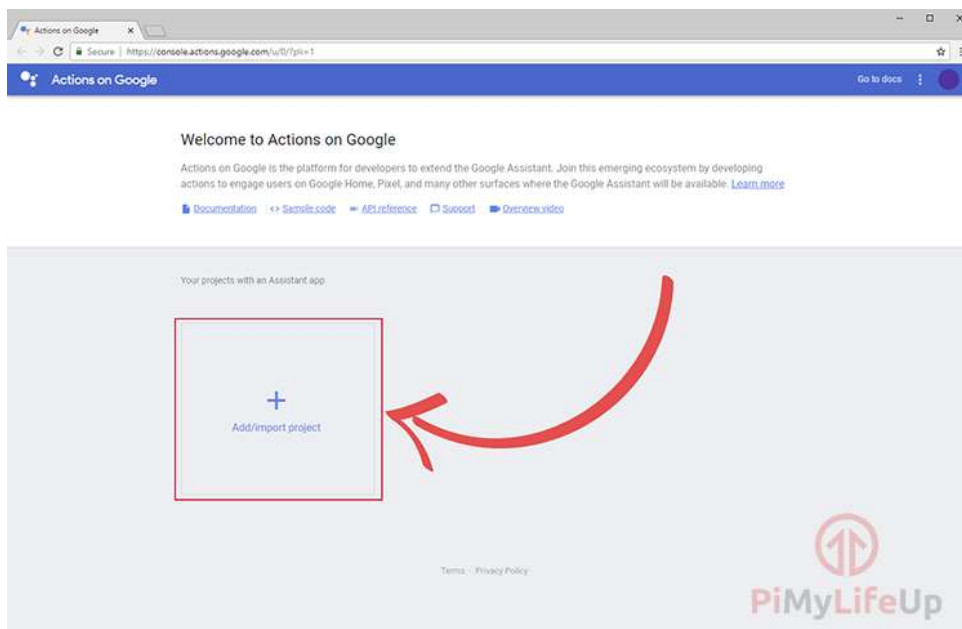 Actions on Google
Secure | https://console.actions.google.com/u/0/?pli=1
Actions on Google
Go to docs
Welcome to Actions on Google
Actions on Google is the platform for developers to extend the Google Assistant. Join this emerging ecosystem by developing
actions to engage users on Google Home, Pixel, and many other surfaces where the Google Assistant will be available. Learn more
Documentation <> Sample code API reference Support Overview video
Your projects with an Assistant app
+
Add/import project
Terms - Privacy Policy
PiMyLifeUp